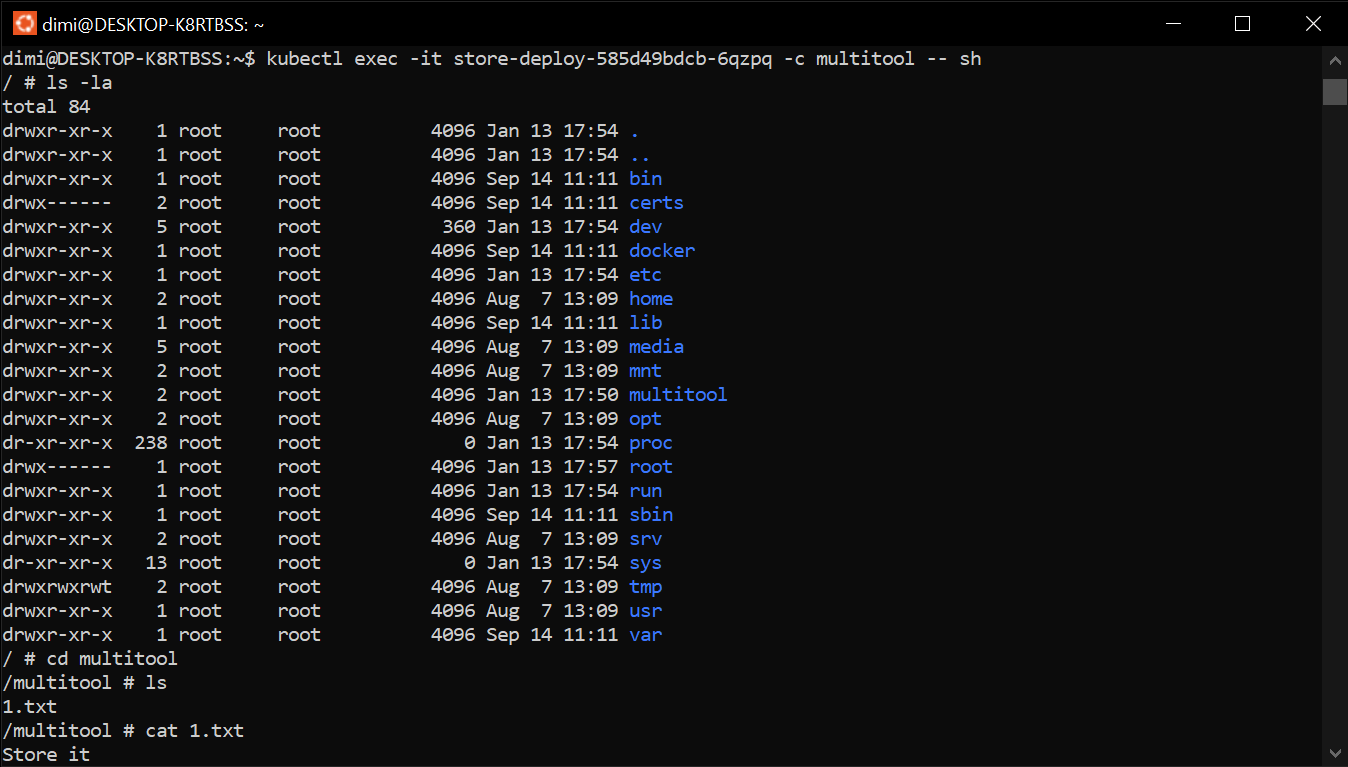 dimi@DESKTOP-K8RTBSS: ~
dimi@DESKTOP-K8RTBSS:~$ kubectl exec -it store-deploy-585d49bdcb-6qzpq -c multitool -- sh
/ # ls -la
total 84
drwxr-xr-x    1 root     root          4096 Jan 13 17:54 .
drwxr-xr-x    1 root     root          4096 Jan 13 17:54 ..
drwxr-xr-x    1 root     root          4096 Sep 14 11:11 bin
drwx------    2 root     root          4096 Sep 14 11:11 certs
drwxr-xr-x    5 root     root           360 Jan 13 17:54 dev
drwxr-xr-x    1 root     root          4096 Sep 14 11:11 docker
drwxr-xr-x    1 root     root          4096 Jan 13 17:54 etc
drwxr-xr-x    2 root     root          4096 Aug  7 13:09 home
drwxr-xr-x    1 root     root          4096 Sep 14 11:11 lib
drwxr-xr-x    5 root     root          4096 Aug  7 13:09 media
drwxr-xr-x    2 root     root          4096 Aug  7 13:09 mnt
drwxr-xr-x    2 root     root          4096 Jan 13 17:50 multitool
drwxr-xr-x    2 root     root          4096 Aug  7 13:09 opt
dr-xr-xr-x  238 root     root             0 Jan 13 17:54 proc
drwx------    1 root     root          4096 Jan 13 17:57 root
drwxr-xr-x    1 root     root          4096 Jan 13 17:54 run
drwxr-xr-x    1 root     root          4096 Sep 14 11:11 sbin
drwxr-xr-x    2 root     root          4096 Aug  7 13:09 srv
dr-xr-xr-x   13 root     root             0 Jan 13 17:54 sys
drwxrwxrwt    2 root     root          4096 Aug  7 13:09 tmp
drwxr-xr-x    1 root     root          4096 Aug  7 13:09 usr
drwxr-xr-x    1 root     root          4096 Sep 14 11:11 var
/ # cd multitool
/multitool # ls
1.txt
/multitool # cat 1.txt
Store it